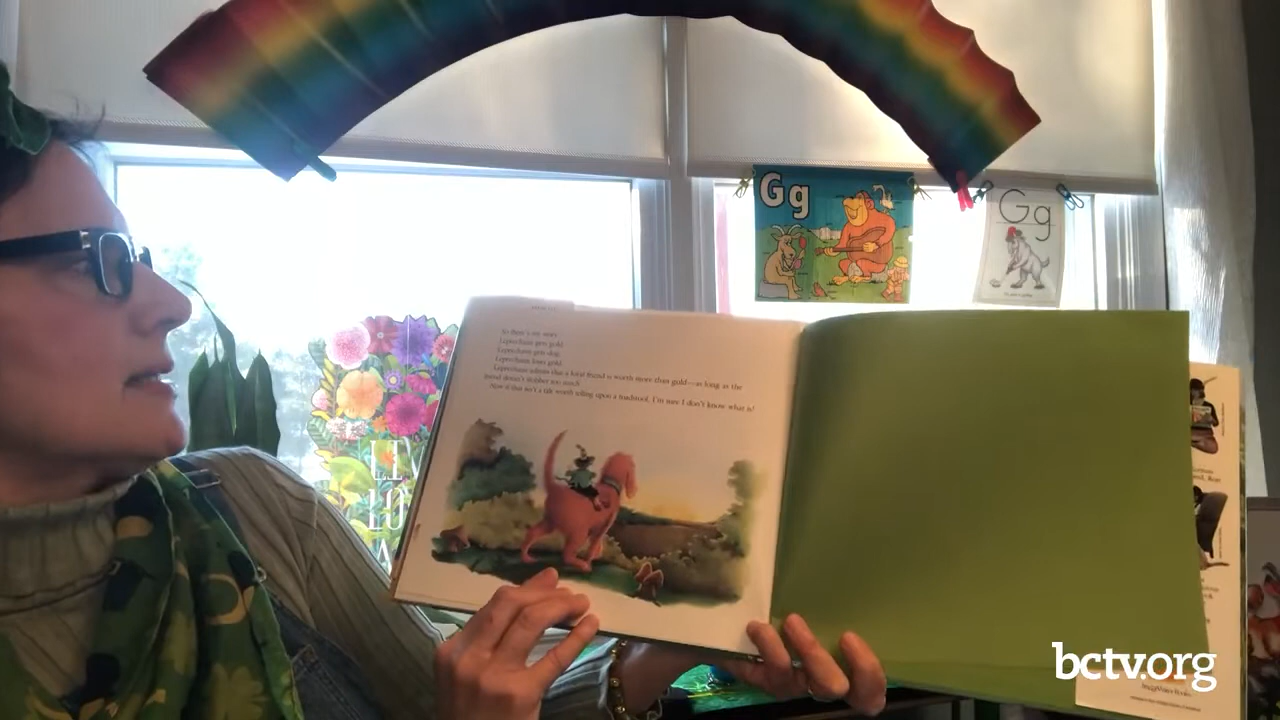 Gg
Gg
So there's my story.
Leprechaun gets gold.
Leprechaun gets dog.
Leprechaun loses gold.
Leprechaun admits that a loyal friend is worth more than gold—as long as the
friend doesn't slobber too much.
Now if that isn't a tale worth telling upon a toadstool, I'm sure I don't know what is!
LIV
LO
bctv.org